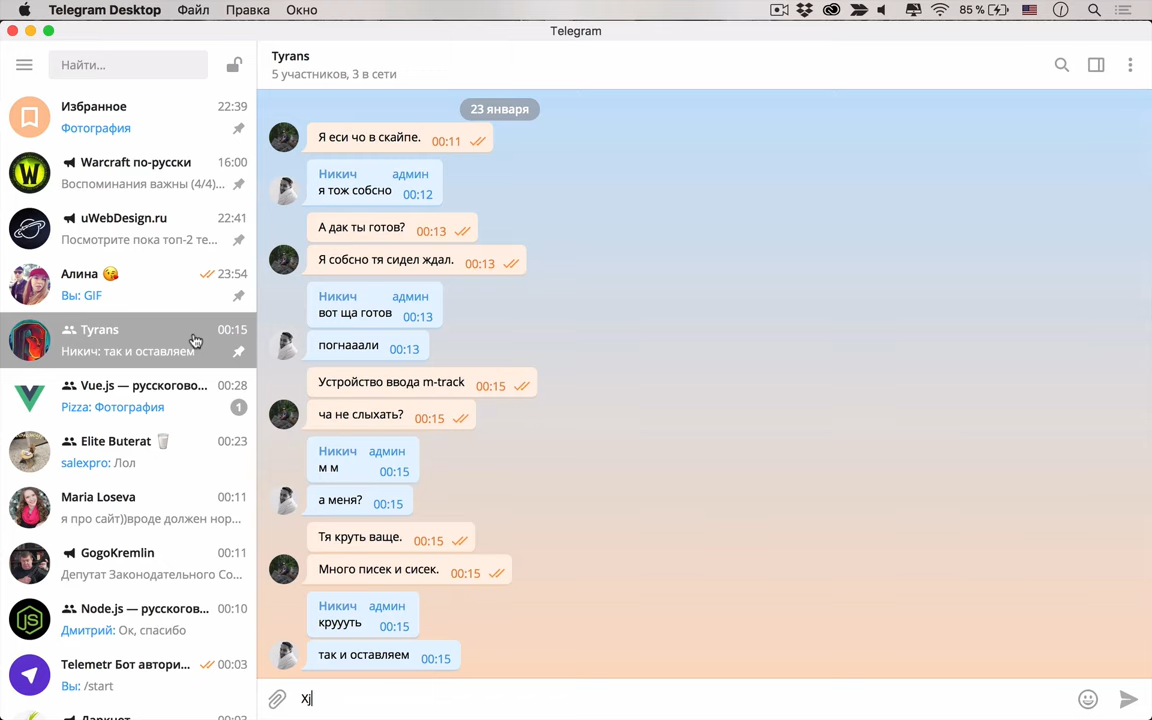 Telegram Desktop Файл Правка Окно 85 %
Telegram
Найти...
Избранное 22:39
Фотография
Warcraft по-русски 16:00
Воспоминания важны (4/4)...
uWebDesign.ru 22:41
Посмотрите пока топ-2 те...
Алина 😘 23:54
Вы: GIF
Tyrans 00:15
Никич: так и оставляем
Vue.js — русскогово... 00:28
Pizza: Фотография 1
Elite Buterat 🥛 00:23
salexpro: Лол
Maria Loseva 00:11
я про сайт))вроде должен нор...
GogoKremlin 00:11
Депутат Законодательного Со...
Node.js — русскогов... 00:10
Дмитрий: Ок, спасибо
Telemetr Бот автори... 00:03
Вы: /start
Даркнет 00:03
Tyrans
5 участников, 3 в сети
23 января
Я еси чо в скайпе. 00:11
Никич админ
я тож собсно 00:12
А дак ты готов? 00:13
Я собсно тя сидел ждал. 00:13
Никич админ
вот ща готов 00:13
погнааали 00:13
Устройство ввода m-track 00:15
ча не слыхать? 00:15
Никич админ
м м 00:15
а меня? 00:15
Тя круть ваще. 00:15
Много писек и сисек. 00:15
Никич админ
круууть 00:15
так и оставляем 00:15
Xj